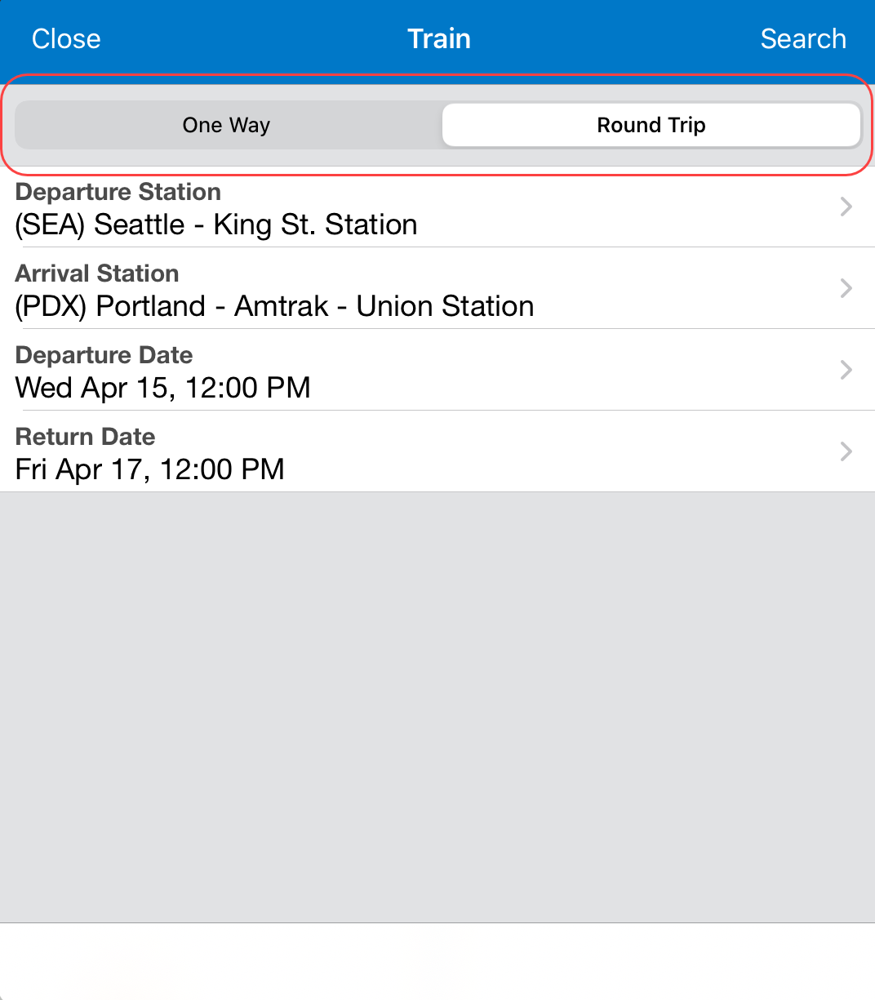 Close Train Search
One Way Round Trip
Departure Station
(SEA) Seattle - King St. Station
Arrival Station
(PDX) Portland - Amtrak - Union Station
Departure Date
Wed Apr 15, 12:00 PM
Return Date
Fri Apr 17, 12:00 PM